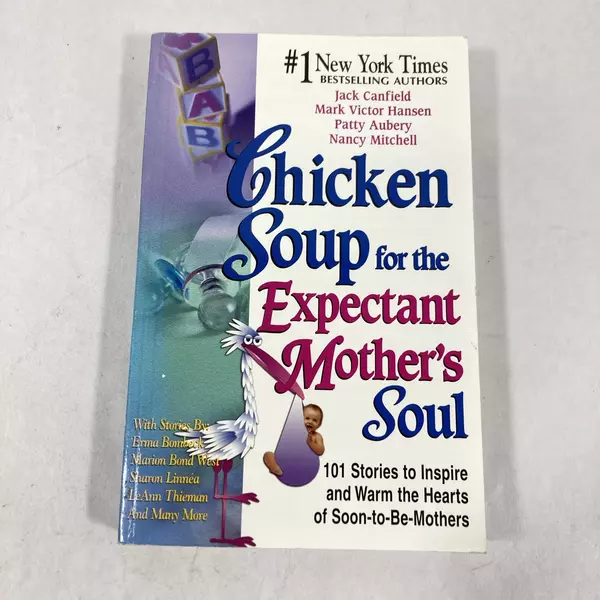 B
A
B
#1 New York Times
BESTSELLING AUTHORS
Jack Canfield
Mark Victor Hansen
Patty Aubery
Nancy Mitchell
Chicken
Soup for the
Expectant
Mother's
Soul
101 Stories to Inspire
and Warm the Hearts
of Soon-to-Be-Mothers
With Stories By:
Erma Bombeck
Marion Bond West
Sharon Linnéa
LeAnn Thieman
And Many More